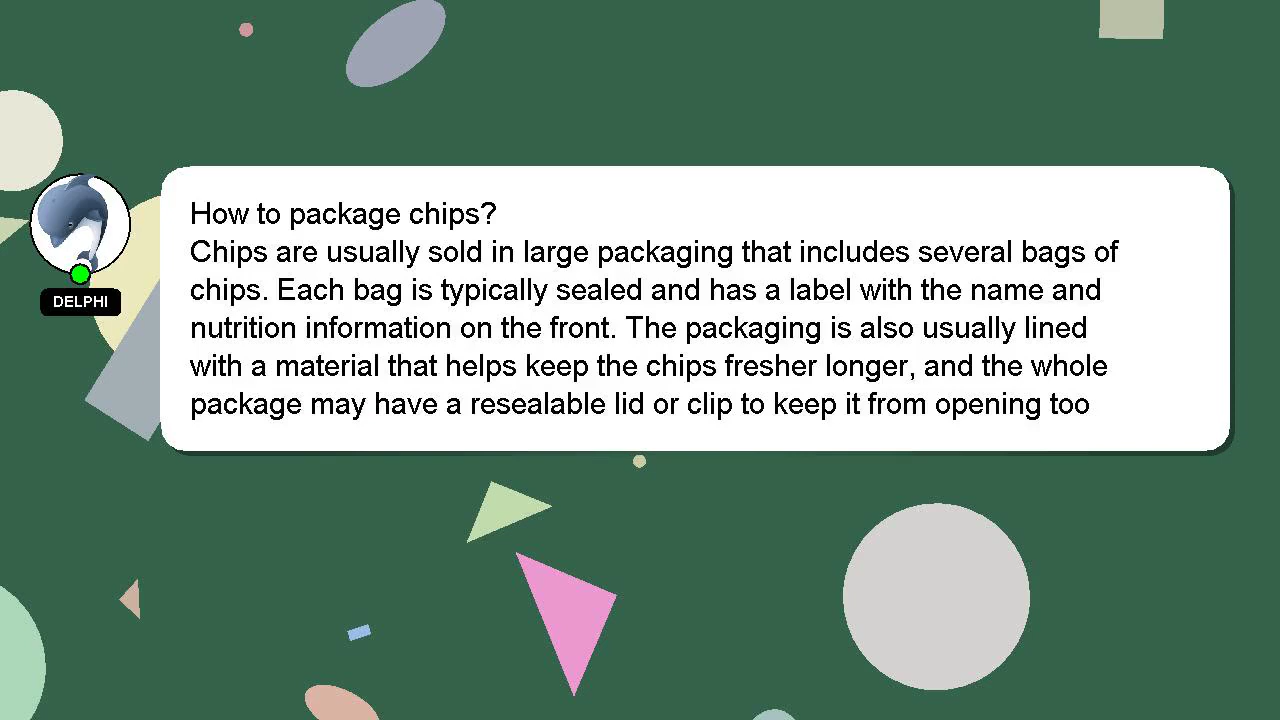 How to package chips?
Chips are usually sold in large packaging that includes several bags of
chips. Each bag is typically sealed and has a label with the name and
nutrition information on the front. The packaging is also usually lined
with a material that helps keep the chips fresher longer, and the whole
package may have a resealable lid or clip to keep it from opening too
DELPHI